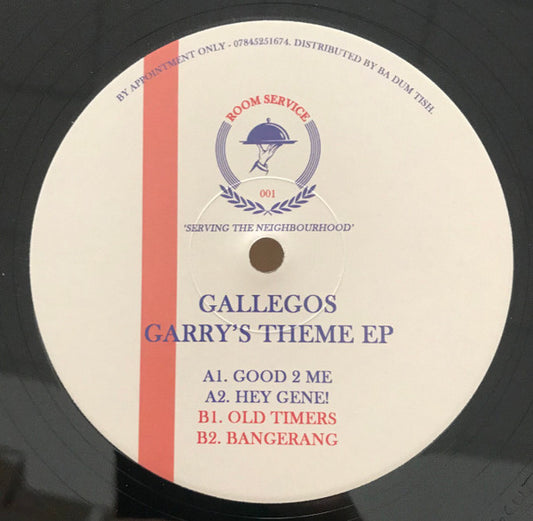 BY APPOINTMENT ONLY - 07845251674. DISTRIBUTED BY BA DUM TISH.
ROOM SERVICE
001
'SERVING THE NEIGHBOURHOOD'
GALLEGOS
GARRY'S THEME EP
A1. GOOD 2 ME
A2. HEY GENE!
B1. OLD TIMERS
B2. BANGERANG